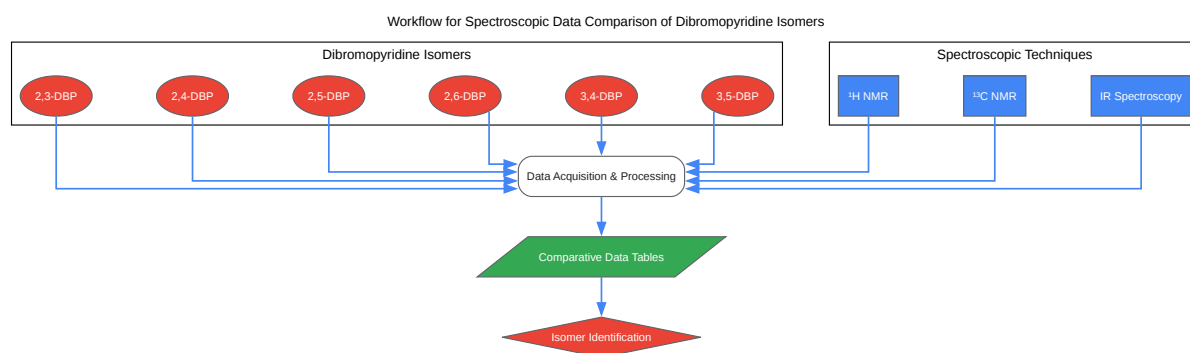 Workflow for Spectroscopic Data Comparison of Dibromopyridine Isomers
Dibromopyridine Isomers
Spectroscopic Techniques
2,3-DBP
2,4-DBP
2,5-DBP
2,6-DBP
3,4-DBP
3,5-DBP
¹H NMR
¹³C NMR
IR Spectroscopy
Data Acquisition & Processing
Comparative Data Tables
Isomer Identification